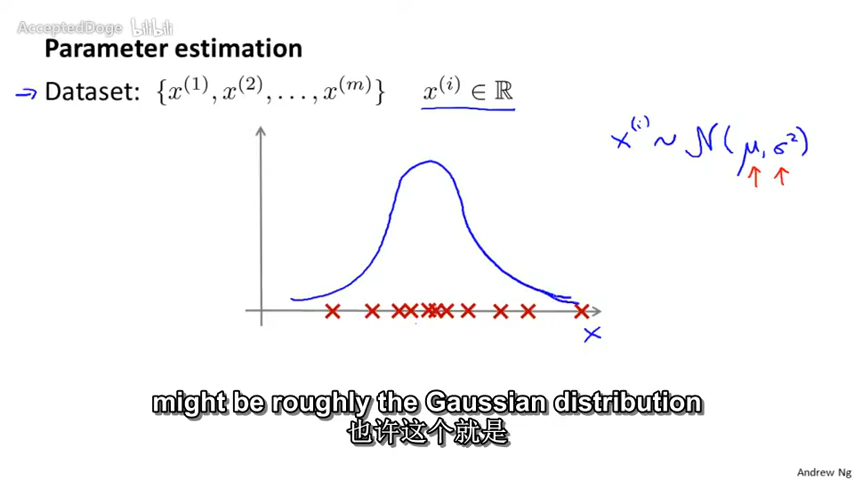 AcceptedDoge bilibili
Parameter estimation
→ Dataset: {x^(1), x^(2), . . . , x^(m)} x^(i) ∈ ℝ
x^(i) ~ N(μ, σ²)
x
might be roughly the Gaussian distribution
也许这个就是
Andrew Ng